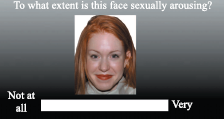 To what extent is this face sexually arousing?
Not at
all
Very